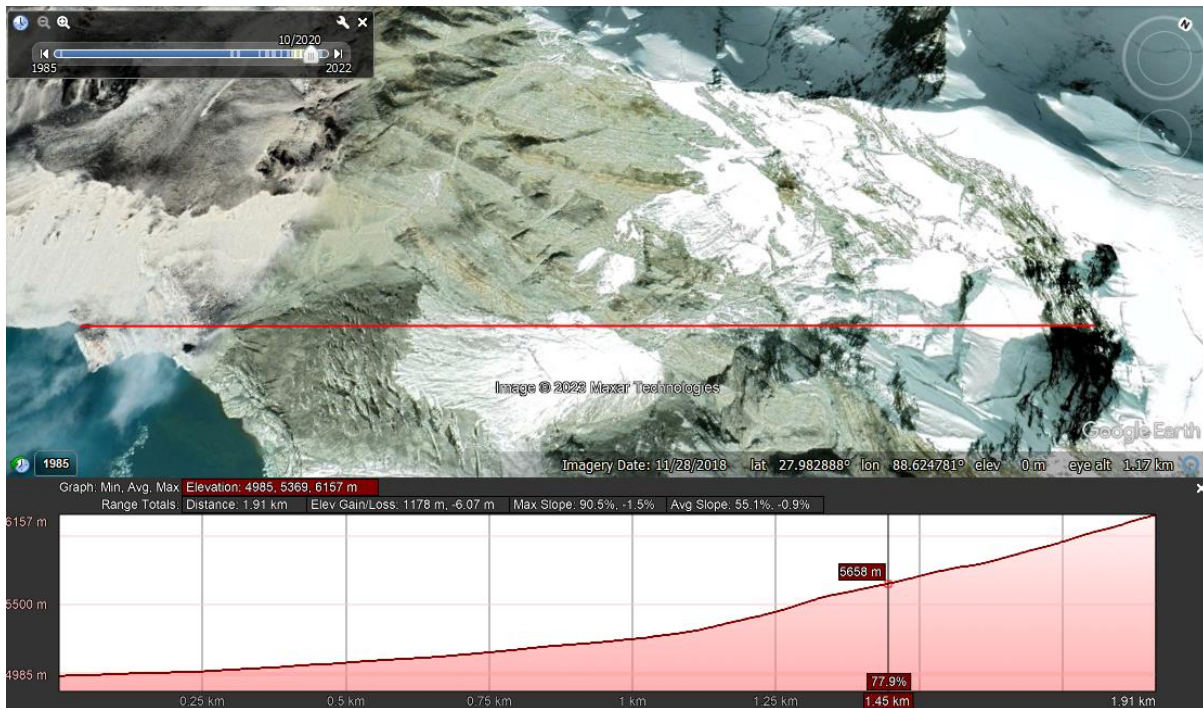 10/2020
1985 2022
N
Image © 2023 Maxar Technologies
Google Earth
1985
Imagery Date: 11/28/2018 lat 27.982888° lon 88.624781° elev 0 m eye alt 1.17 km
Graph: Min, Avg, Max Elevation: 4985, 5369, 6157 m
Range Totals: Distance: 1.91 km Elev Gain/Loss: 1178 m, -6.07 m Max Slope: 90.5%, -1.5% Avg Slope: 55.1%, -0.9%
6157 m
5658 m
5500 m
4985 m
77.9%
0.25 km 0.5 km 0.75 km 1 km 1.25 km 1.45 km 1.91 km